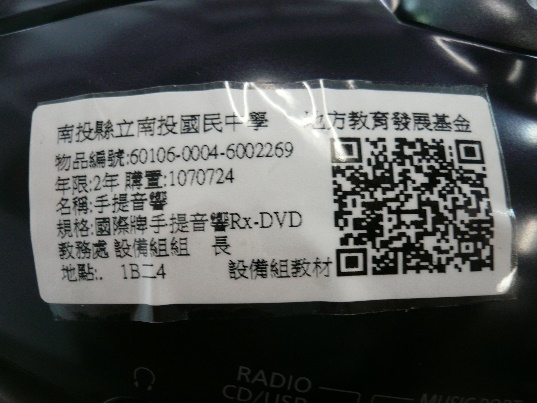 南投縣立南投國民中學 地方教育發展基金
物品編號:60106-0004-6002269
年限:2年 購置:1070724
名稱:手提音響
規格:國際牌手提音響Rx-DVD
教務處 設備組組 長
地點:. 1B二4 設備組教材
RADIO
CD/USB
MUSIC PORT